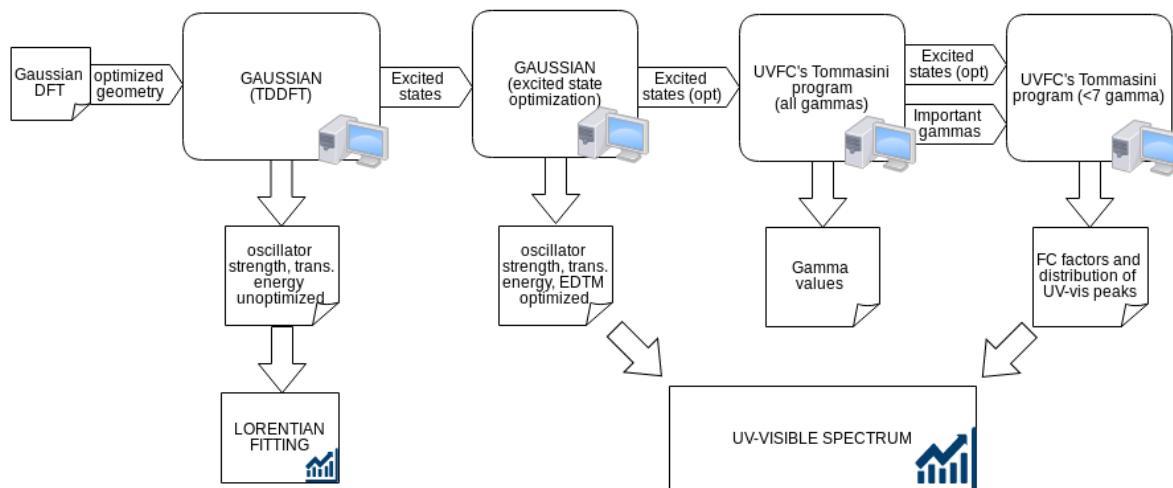 Gaussian
DFT
optimized
geometry
GAUSSIAN
(TDDFT)
Excited
states
GAUSSIAN
(excited state
optimization)
Excited
states (opt)
UVFC's Tommasini
program
(all gammas)
Excited
states (opt)
Important
gammas
UVFC's Tommasini
program (<7 gamma)
oscillator
strength, trans.
energy
unoptimized
oscillator
strength, trans.
energy, EDTM
optimized
Gamma
values
FC factors and
distribution of
UV-vis peaks
LORENTIAN
FITTING
UV-VISIBLE SPECTRUM